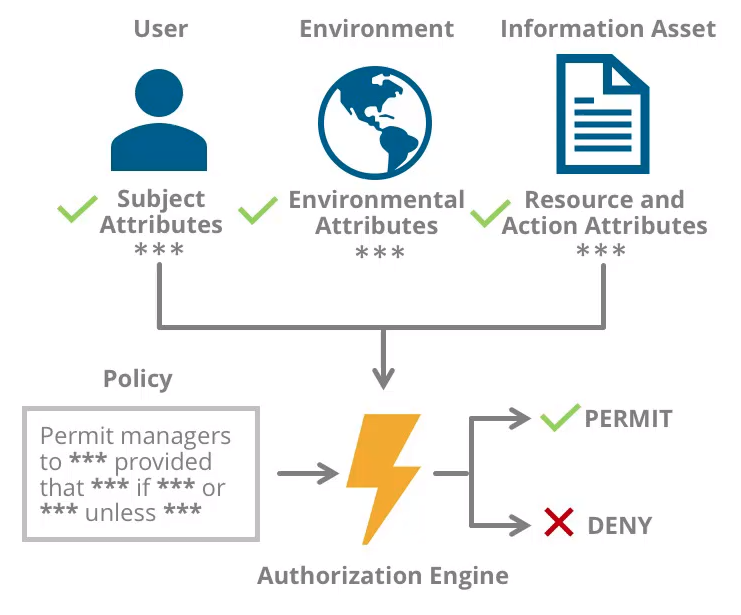 User
Environment
Information Asset
Subject
Attributes
***
Environmental
Attributes
***
Resource and
Action Attributes
***
Policy
Permit managers
to *** provided
that *** if *** or
*** unless ***
PERMIT
DENY
Authorization Engine